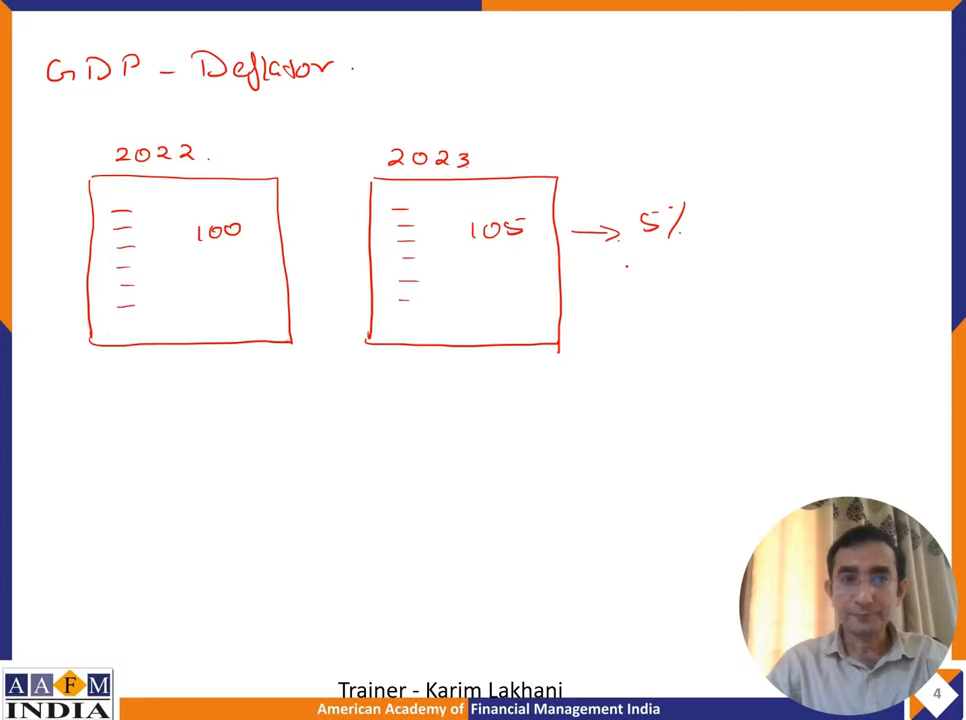 GDP - Deflator.
2022.
2023
100
105
5%
Trainer - Karim Lakhani
AAFM
INDIA
American Academy of Financial Management India
4